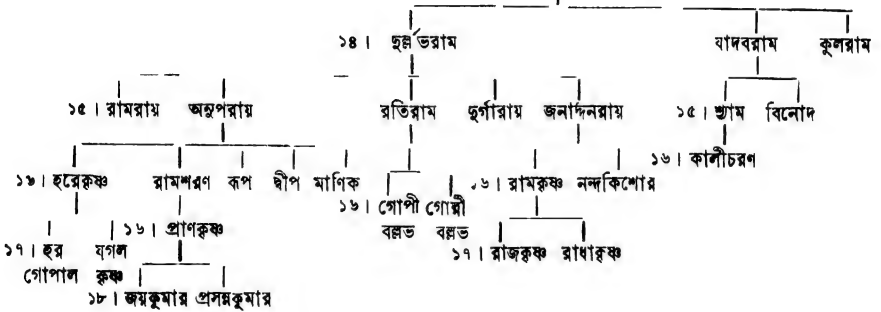 ১৪। দুর্ল্লভরাম যাদবরাম কুলরাম
১৫। রামরায় অনুপরায় রতিরাম দুর্গারায় জনার্দ্দনরায় ১৫। শ্যাম বিনোদ
১৬। কালীচরণ
১৬। হরেকৃষ্ণ রামশরণ রূপ দ্বীপ মাণিক ১৬। রামকৃষ্ণ নন্দকিশোর
১৬। গোপী গৌরী
বল্লভ বল্লভ
১৭। হর যুগল ১৬। প্রাণকৃষ্ণ ১৭। রাজকৃষ্ণ রাধাকৃষ্ণ
গোপাল কৃষ্ণ
১৮। জয়কুমার প্রসন্নকুমার